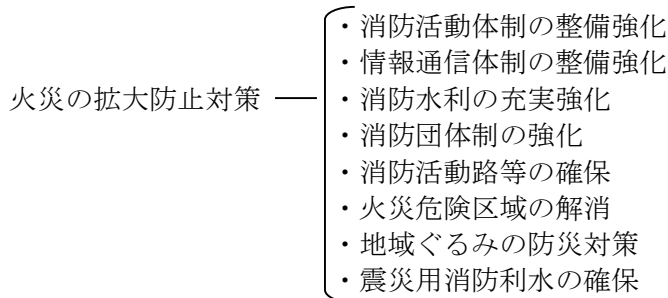 ・消防活動体制の整備強化
・情報通信体制の整備強化
火災の拡大防止対策
・消防水利の充実強化
・消防団体制の強化
・消防活動路等の確保
・火災危険区域の解消
・地域ぐるみの防災対策
・震災用消防利水の確保